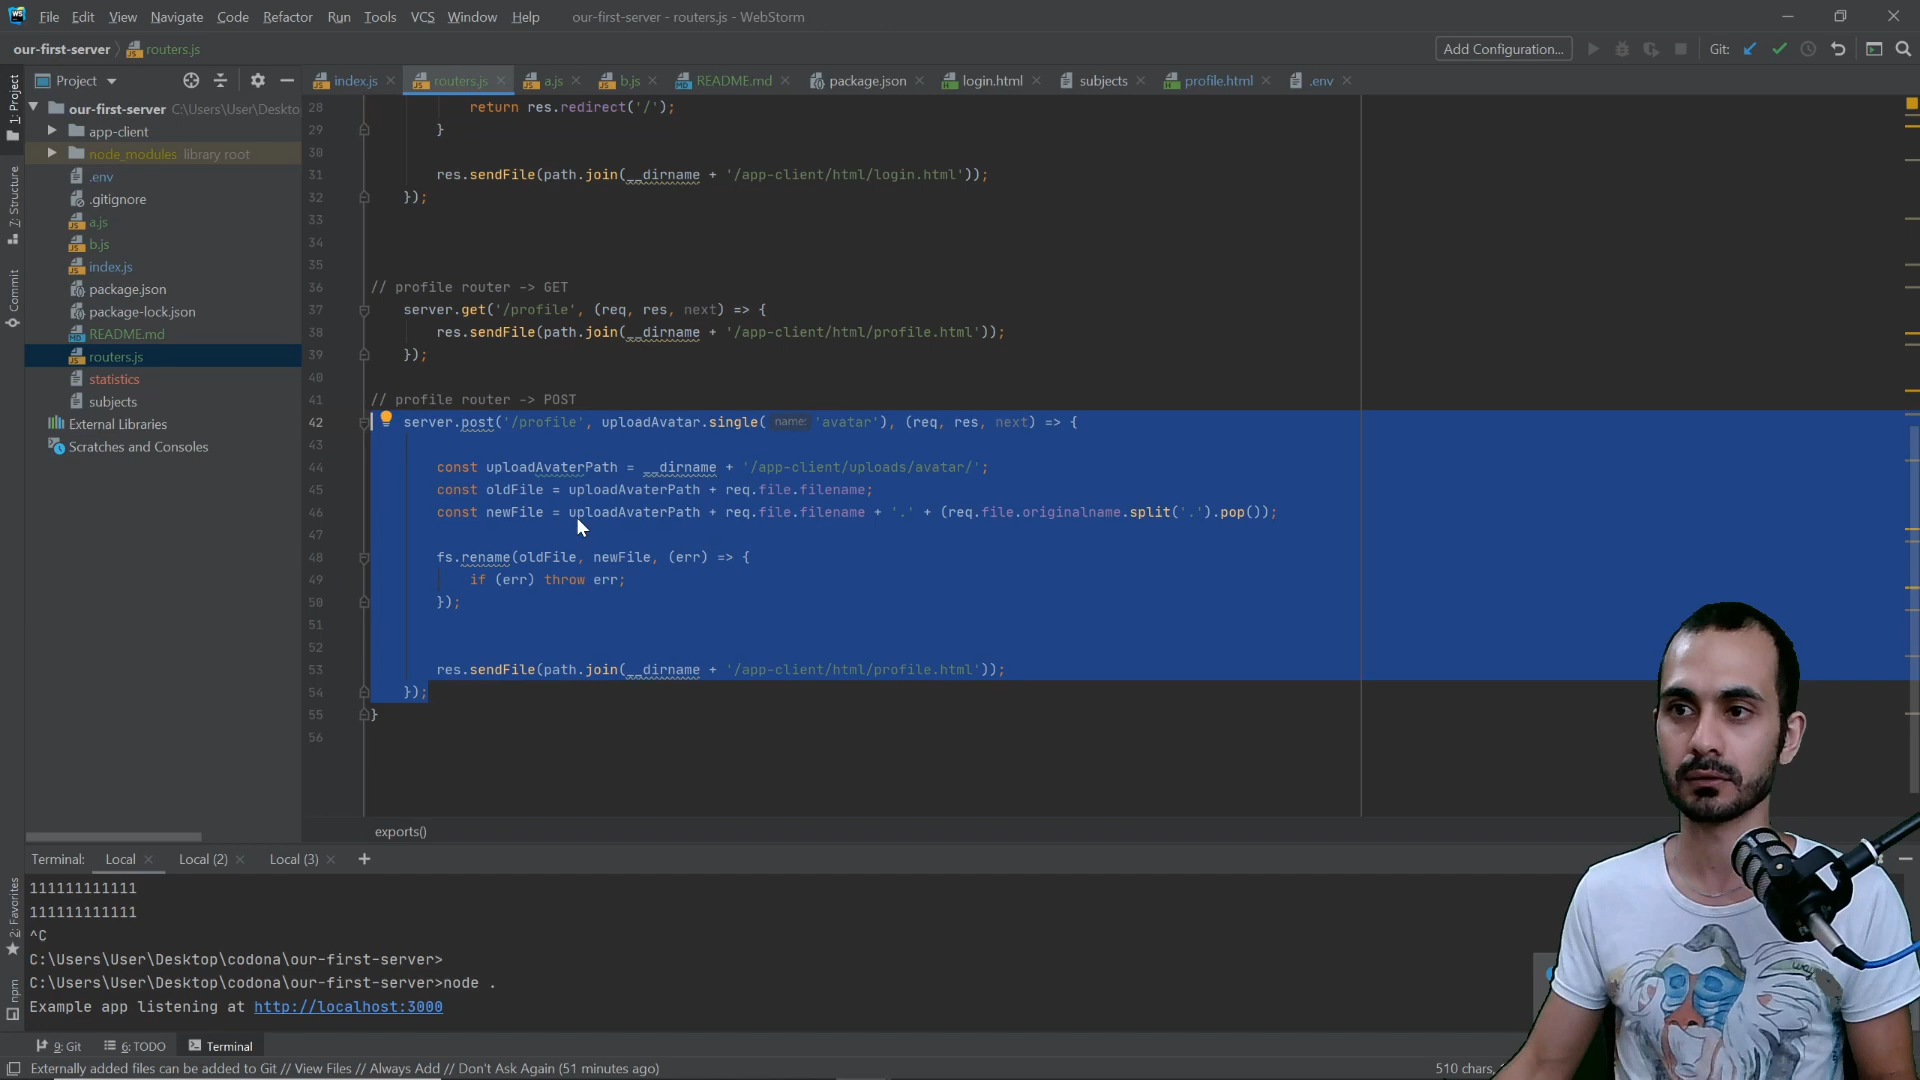 WS File Edit View Navigate Code Refactor Run Tools VCS Window Help our-first-server - routers.js - WebStorm
our-first-server routers.js Add Configuration... Git:
Project index.js routers.js a.js b.js README.md package.json login.html subjects profile.html .env
1: Project
7: Structure
Commit
2: Favorites
npm
our-first-server C:\Users\User\Deskto
app-client
node_modules library root
.env
.gitignore
a.js
b.js
index.js
package.json
package-lock.json
README.md
routers.js
statistics
subjects
External Libraries
Scratches and Consoles
28 return res.redirect('/');
29 }
30
31 res.sendFile(path.join(__dirname + '/app-client/html/login.html'));
32 });
33
34
35
36 // profile router -> GET
37 server.get('/profile', (req, res, next) => {
38 res.sendFile(path.join(__dirname + '/app-client/html/profile.html'));
39 });
40
41 // profile router -> POST
42 server.post('/profile', uploadAvatar.single( name: 'avatar'), (req, res, next) => {
43
44 const uploadAvaterPath = __dirname + '/app-client/uploads/avatar/';
45 const oldFile = uploadAvaterPath + req.file.filename;
46 const newFile = uploadAvaterPath + req.file.filename + '.' + (req.file.originalname.split('.').pop());
47
48 fs.rename(oldFile, newFile, (err) => {
49 if (err) throw err;
50 });
51
52
53 res.sendFile(path.join(__dirname + '/app-client/html/profile.html'));
54 });
55 }
56
exports()
Terminal: Local Local (2) Local (3) +
111111111111
111111111111
^C
C:\Users\User\Desktop\codona\our-first-server>
C:\Users\User\Desktop\codona\our-first-server>node .
Example app listening at http://localhost:3000
9: Git 6: TODO Terminal
Externally added files can be added to Git // View Files // Always Add // Don't Ask Again (51 minutes ago) 510 chars,